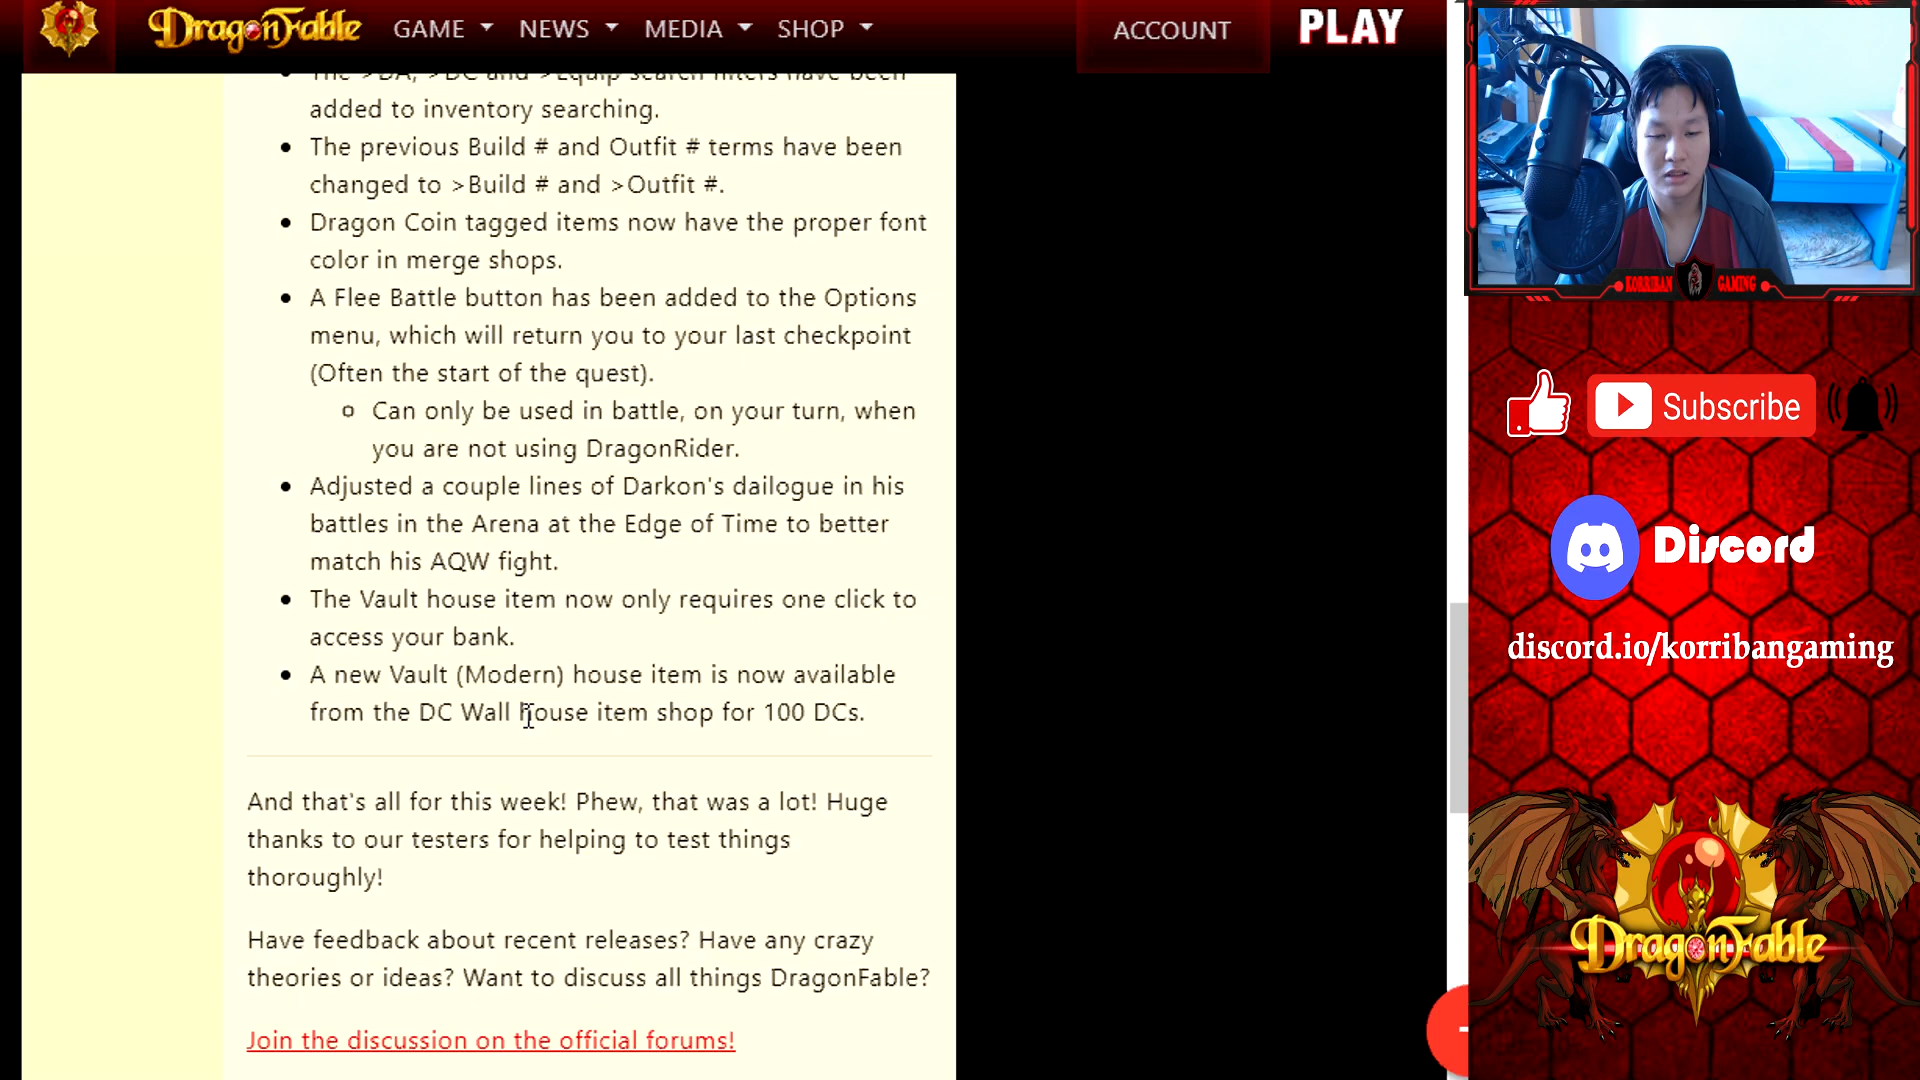 DragonFable GAME NEWS MEDIA SHOP ACCOUNT PLAY
The >DA, >DC and >Equip search filters have been
added to inventory searching.
The previous Build # and Outfit # terms have been
changed to >Build # and >Outfit #.
Dragon Coin tagged items now have the proper font
color in merge shops.
A Flee Battle button has been added to the Options
menu, which will return you to your last checkpoint
(Often the start of the quest).
Can only be used in battle, on your turn, when
you are not using DragonRider.
Adjusted a couple lines of Darkon's dailogue in his
battles in the Arena at the Edge of Time to better
match his AQW fight.
The Vault house item now only requires one click to
access your bank.
A new Vault (Modern) house item is now available
from the DC Wall house item shop for 100 DCs.
And that's all for this week! Phew, that was a lot! Huge
thanks to our testers for helping to test things
thoroughly!
Have feedback about recent releases? Have any crazy
theories or ideas? Want to discuss all things DragonFable?
Join the discussion on the official forums!
KORRIBAN GAMING
Subscribe
Discord
discord.io/korribangaming
DragonFable